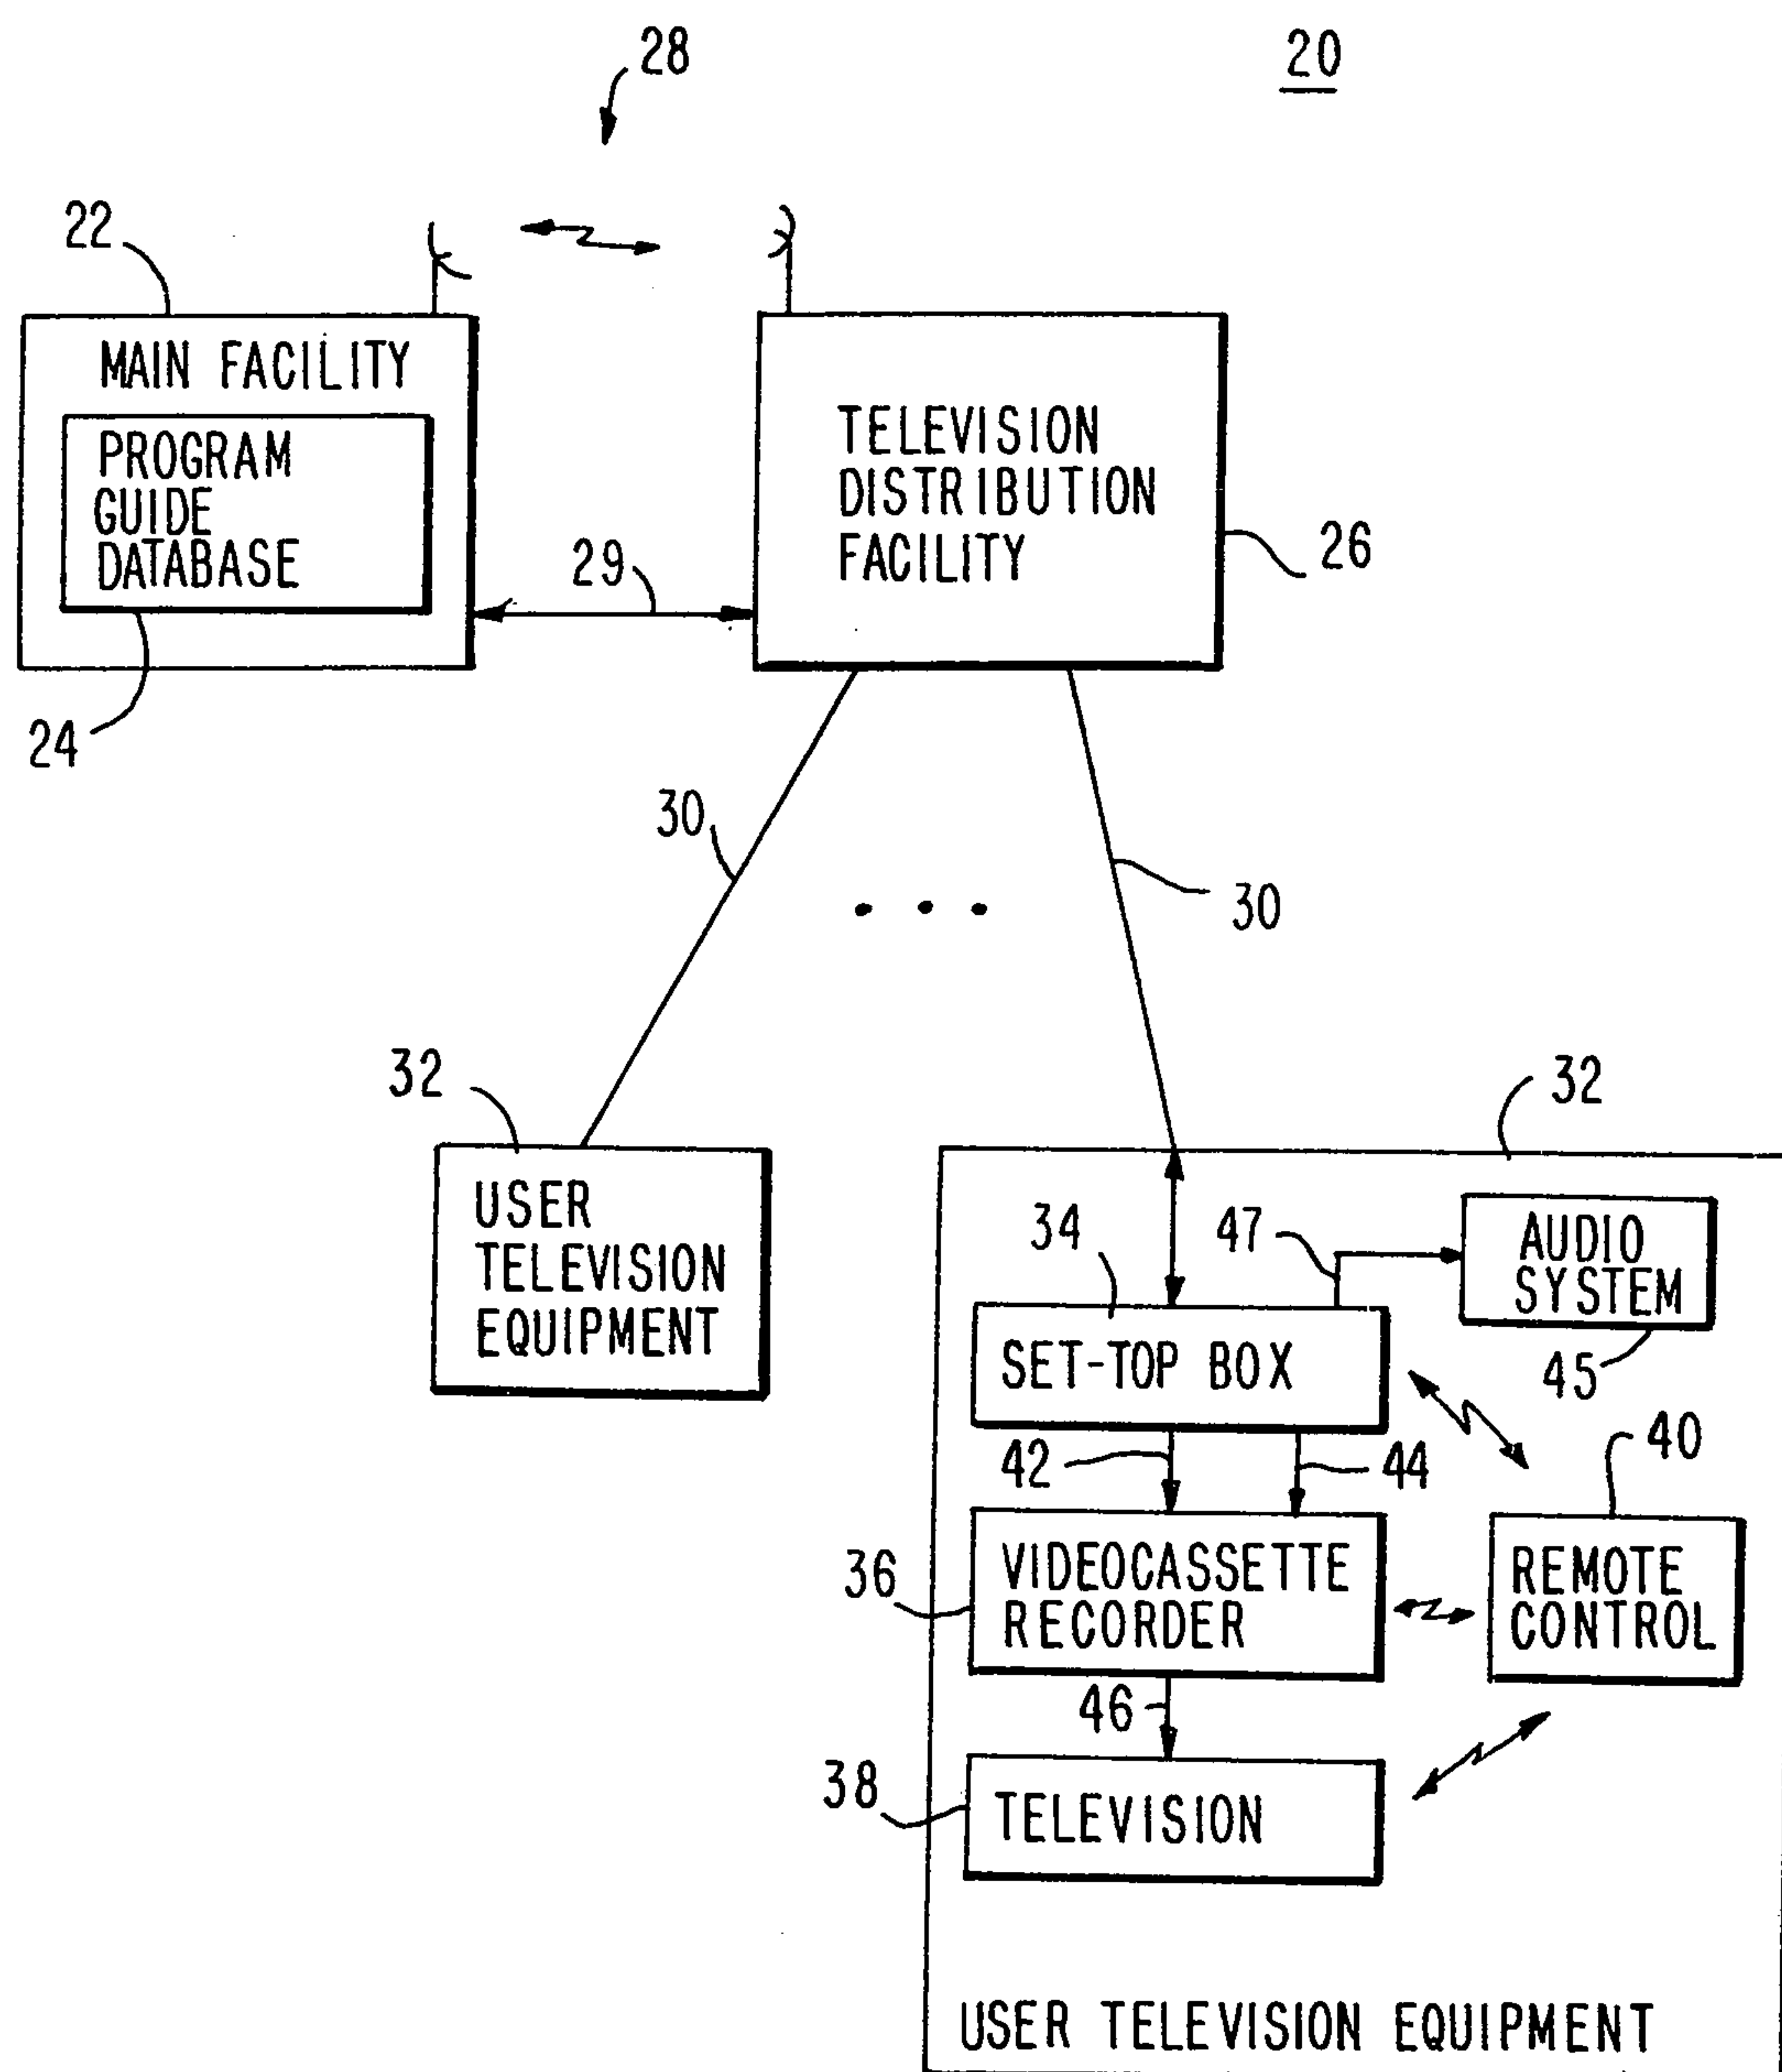 28
20
22
MAIN FACILITY
PROGRAM
GUIDE
DATABASE
24
29
TELEVISION
DISTRIBUTION
FACILITY
26
30
30
32
USER
TELEVISION
EQUIPMENT
32
34
47
AUDIO
SYSTEM
45
SET-TOP BOX
42
44
40
36
VIDEOCASSETTE
RECORDER
REMOTE
CONTROL
46
38
TELEVISION
USER TELEVISION EQUIPMENT